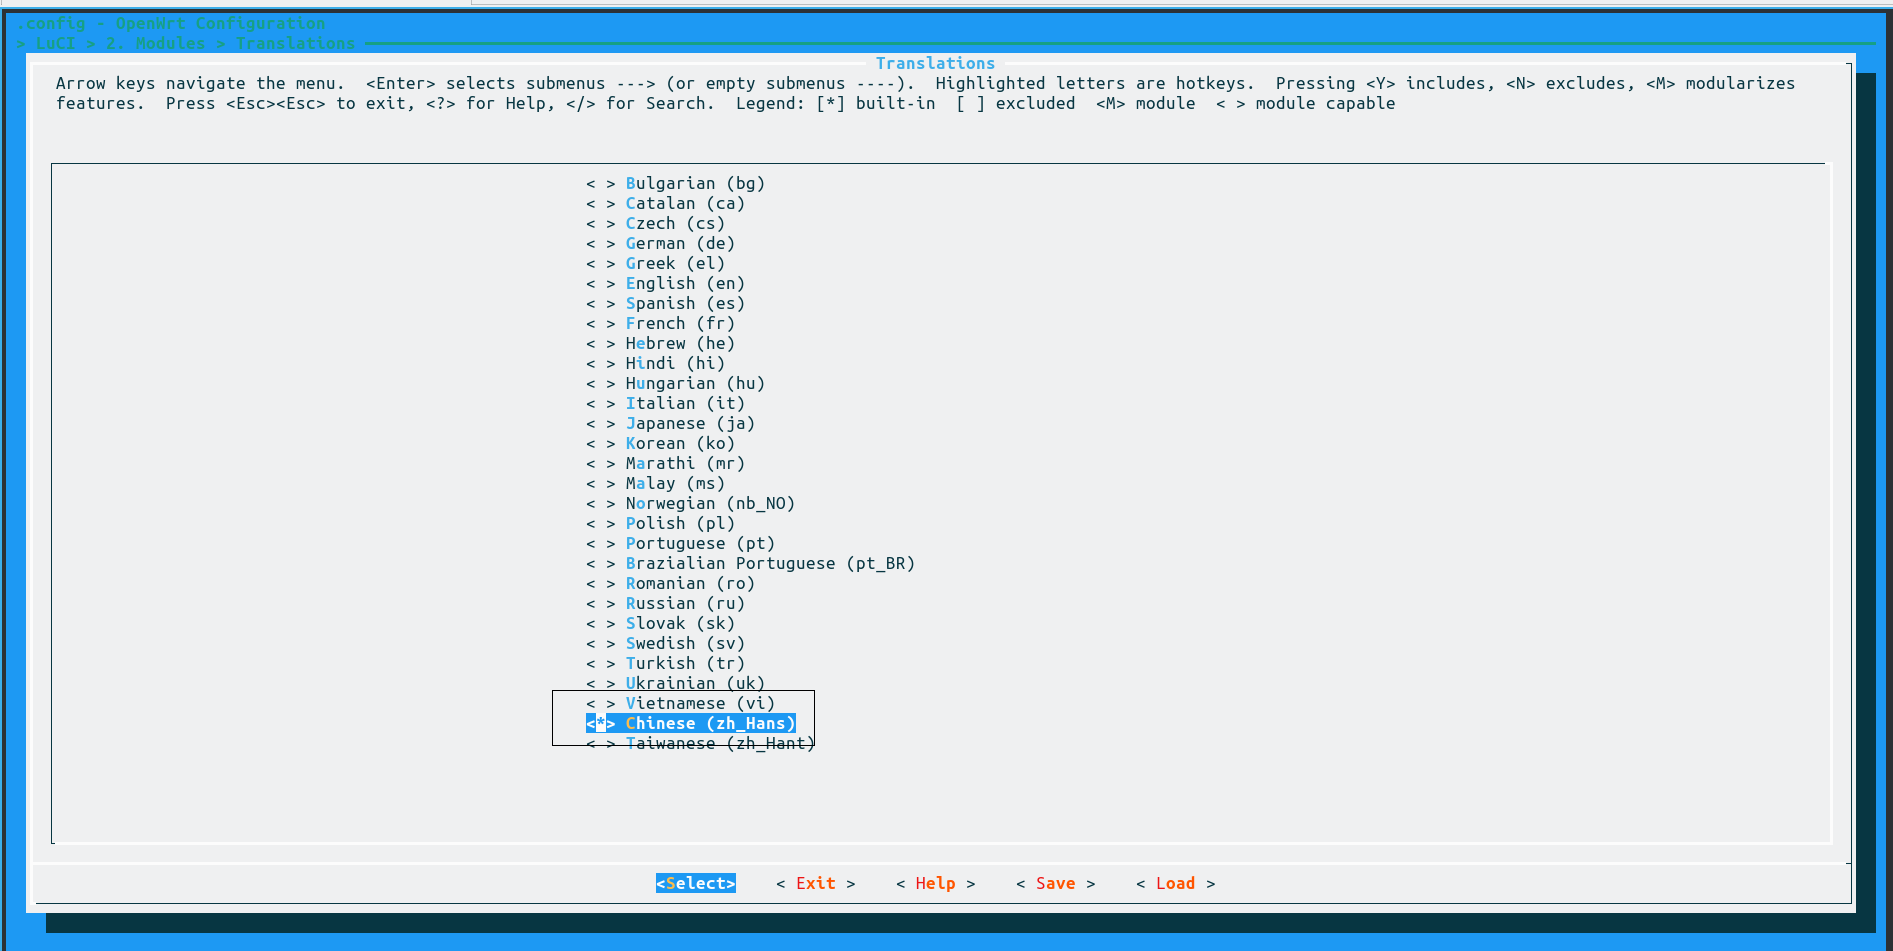 .config - OpenWrt Configuration
> LuCI > 2. Modules > Translations
Translations
Arrow keys navigate the menu.  <Enter> selects submenus ---> (or empty submenus ----).  Highlighted letters are hotkeys.  Pressing <Y> includes, <N> excludes, <M> modularizes
features.  Press <Esc><Esc> to exit, <?> for Help, </> for Search.  Legend: [*] built-in  [ ] excluded  <M> module  < > module capable
< > Bulgarian (bg)
< > Catalan (ca)
< > Czech (cs)
< > German (de)
< > Greek (el)
< > English (en)
< > Spanish (es)
< > French (fr)
< > Hebrew (he)
< > Hindi (hi)
< > Hungarian (hu)
< > Italian (it)
< > Japanese (ja)
< > Korean (ko)
< > Marathi (mr)
< > Malay (ms)
< > Norwegian (nb_NO)
< > Polish (pl)
< > Portuguese (pt)
< > Brazialian Portuguese (pt_BR)
< > Romanian (ro)
< > Russian (ru)
< > Slovak (sk)
< > Swedish (sv)
< > Turkish (tr)
< > Ukrainian (uk)
< > Vietnamese (vi)
<*> Chinese (zh_Hans)
< > Taiwanese (zh_Hant)
<Select>    < Exit >    < Help >    < Save >    < Load >